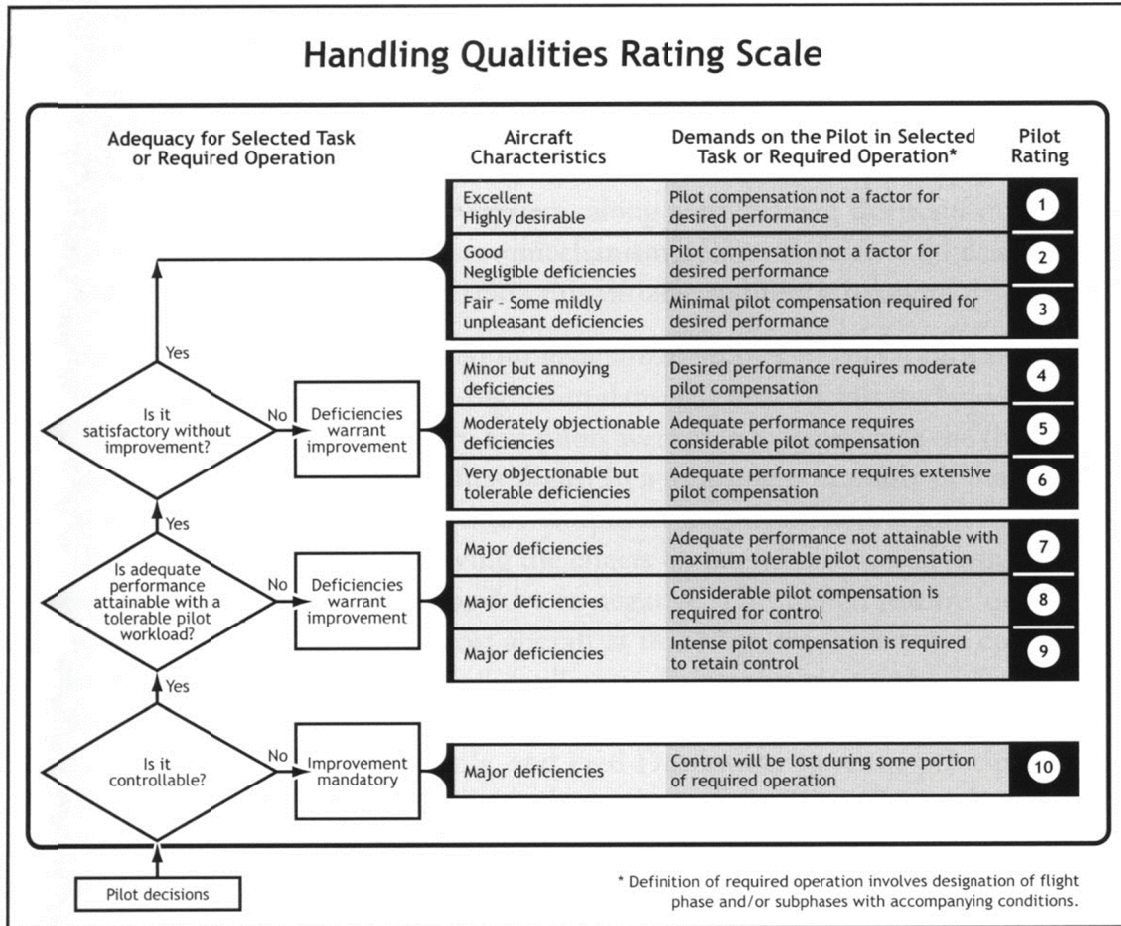 Handling Qualities Rating Scale
Adequacy for Selected Task
or Required Operation
Aircraft
Characteristics
Demands on the Pilot in Selected
Task or Required Operation*
Pilot
Rating
Excellent
Highly desirable
Pilot compensation not a factor for
desired performance
1
Good
Negligible deficiencies
Pilot compensation not a factor for
desired performance
2
Fair - Some mildly
unpleasant deficiencies
Minimal pilot compensation required for
desired performance
3
Yes
Is it
satisfactory without
improvement?
No
Deficiencies
warrant
improvement
Minor but annoying
deficiencies
Desired performance requires moderate
pilot compensation
4
Moderately objectionable
deficiencies
Adequate performance requires
considerable pilot compensation
5
Very objectionable but
tolerable deficiencies
Adequate performance requires extensive
pilot compensation
6
Yes
Is adequate
performance
attainable with a
tolerable pilot
workload?
No
Deficiencies
warrant
improvement
Major deficiencies
Adequate performance not attainable with
maximum tolerable pilot compensation
7
Major deficiencies
Considerable pilot compensation is
required for control
8
Major deficiencies
Intense pilot compensation is required
to retain control
9
Yes
Is it
controllable?
No
Improvement
mandatory
Major deficiencies
Control will be lost during some portion
of required operation
10
Pilot decisions
* Definition of required operation involves designation of flight
phase and/or subphases with accompanying conditions.